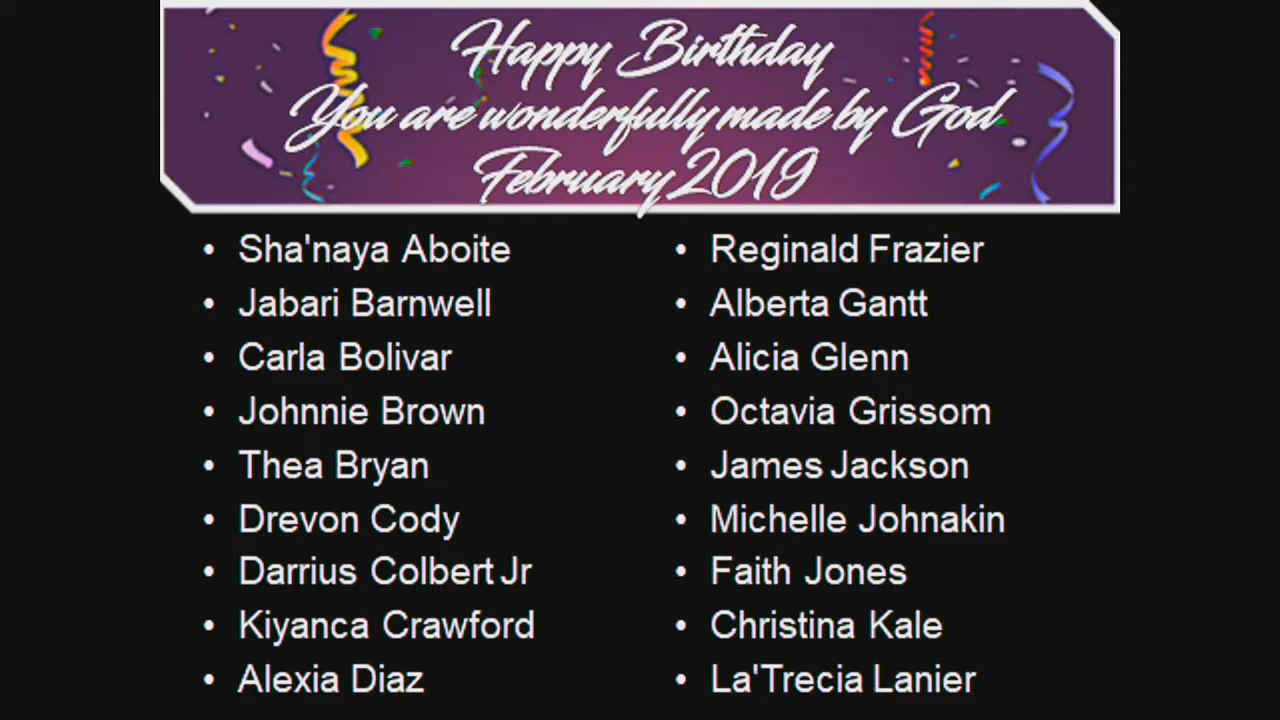 Happy Birthday
You are wonderfully made by God
February 2019
• Sha'naya Aboite
• Jabari Barnwell
• Carla Bolivar
• Johnnie Brown
• Thea Bryan
• Drevon Cody
• Darrius Colbert Jr
• Kiyanca Crawford
• Alexia Diaz
• Reginald Frazier
• Alberta Gantt
• Alicia Glenn
• Octavia Grissom
• James Jackson
• Michelle Johnakin
• Faith Jones
• Christina Kale
• La'Trecia Lanier